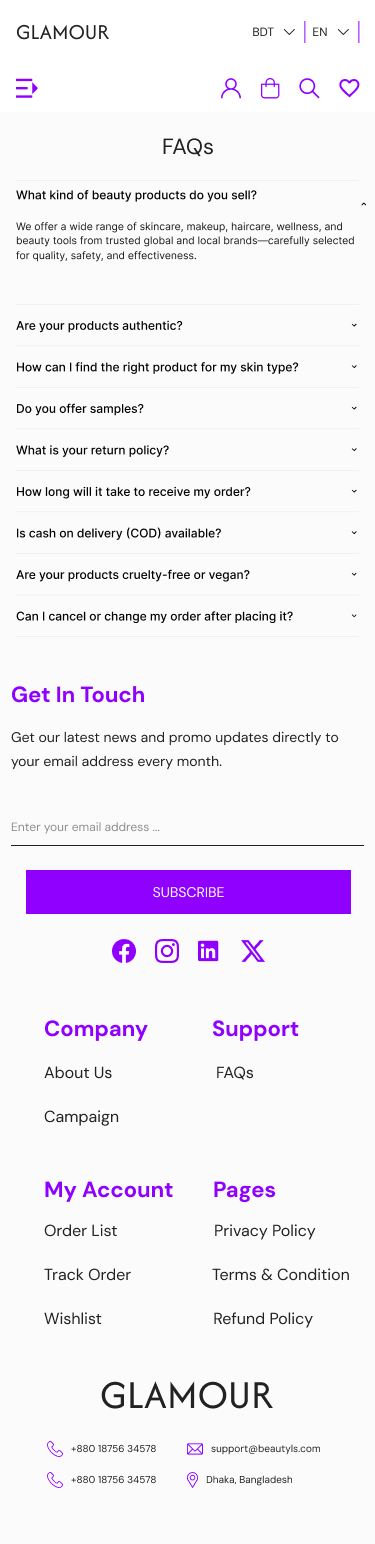 GLAMOUR
BDT EN
FAQs
What kind of beauty products do you sell?
We offer a wide range of skincare, makeup, haircare, wellness, and
beauty tools from trusted global and local brands—carefully selected
for quality, safety, and effectiveness.
Are your products authentic?
How can I find the right product for my skin type?
Do you offer samples?
What is your return policy?
How long will it take to receive my order?
Is cash on delivery (COD) available?
Are your products cruelty-free or vegan?
Can I cancel or change my order after placing it?
Get In Touch
Get our latest news and promo updates directly to
your email address every month.
Enter your email address ...
SUBSCRIBE
Company Support
About Us FAQs
Campaign
My Account Pages
Order List Privacy Policy
Track Order Terms & Condition
Wishlist Refund Policy
GLAMOUR
+880 18756 34578 support@beautyls.com
+880 18756 34578 Dhaka, Bangladesh